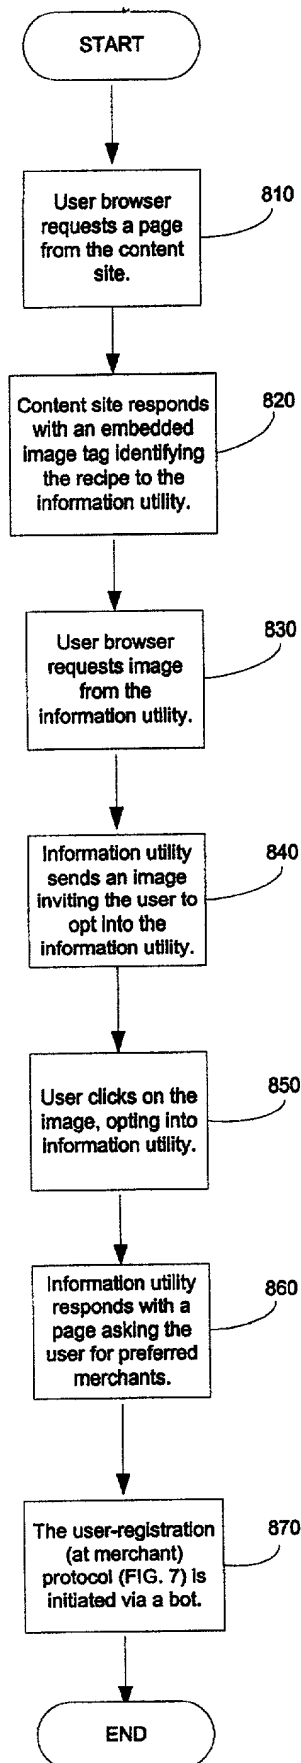 START
User browser
requests a page
from the content
site.
810
Content site responds
with an embedded
image tag identifying
the recipe to the
information utility.
820
User browser
requests image
from the
information utility.
830
Information utility
sends an image
inviting the user to
opt into the
information utility.
840
User clicks on the
image, opting into
information utility.
850
Information utility
responds with a
page asking the
user for preferred
merchants.
860
The user-registration
(at merchant)
protocol (FIG. 7) is
initiated via a bot.
870
END